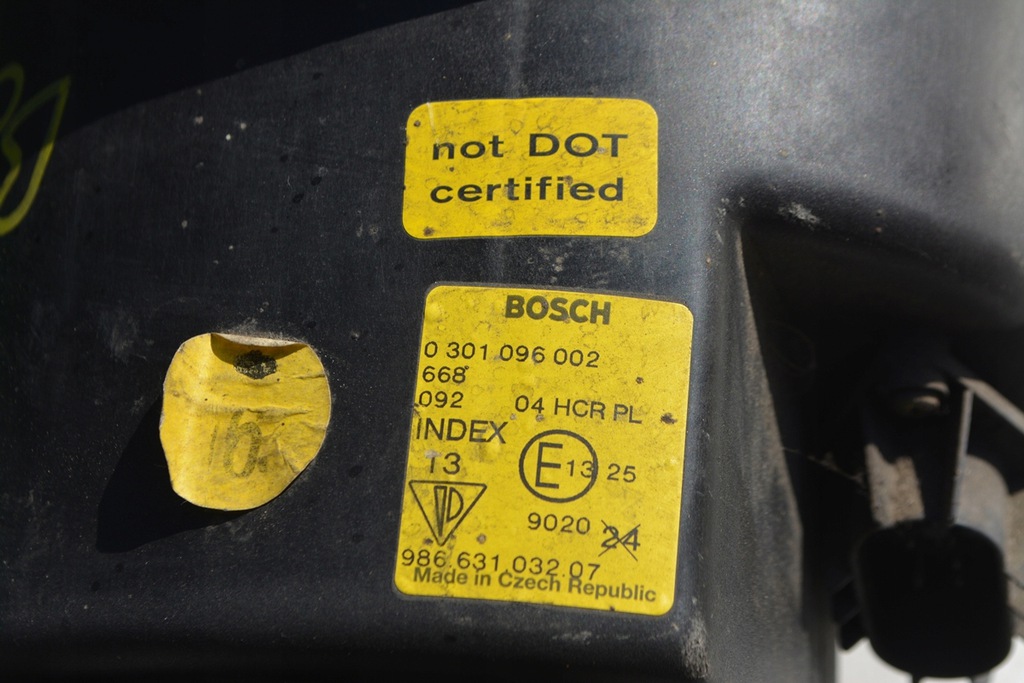 not DOT
certified
BOSCH
0 301 096 002
668
092 04 HCR PL
INDEX
13
E 13 25
9020 24
986.631.032.07
Made in Czech Republic